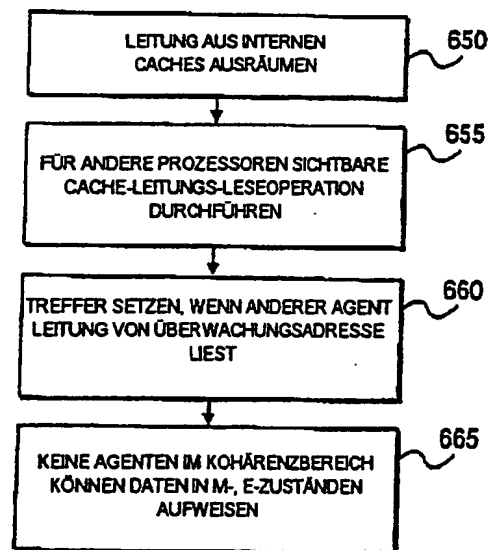 LEITUNG AUS INTERNEN
CACHES AUSRÄUMEN
650
FÜR ANDERE PROZESSOREN SICHTBARE
CACHE-LEITUNGS-LESEOPERATION
DURCHFÜHREN
655
TREFFER SETZEN, WENN ANDERER AGENT
LEITUNG VON ÜBERWACHUNGSADRESSE
LIEST
660
KEINE AGENTEN IM KOHÄRENZBEREICH
KÖNNEN DATEN IN M-, E-ZUSTÄNDEN
AUFWEISEN
665